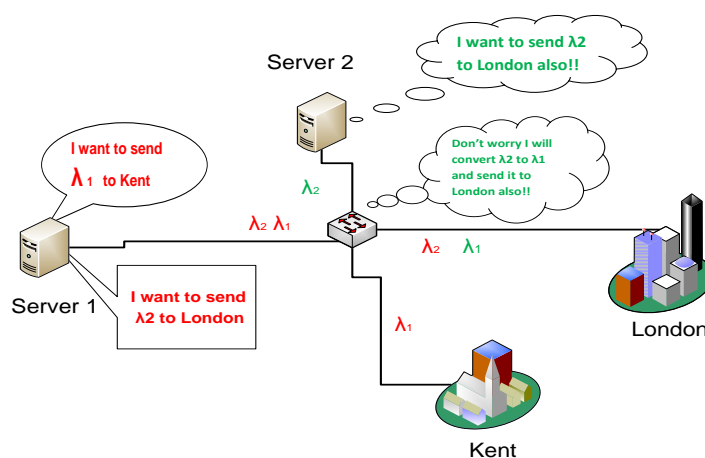 I want to send λ2
to London also!!
Server 2
Don't worry I will
convert λ2 to λ1
and send it to
London also!!
I want to send
λ1 to Kent
λ2
λ2 λ1
λ2 λ1
Server 1
I want to send
λ2 to London
London
λ1
Kent